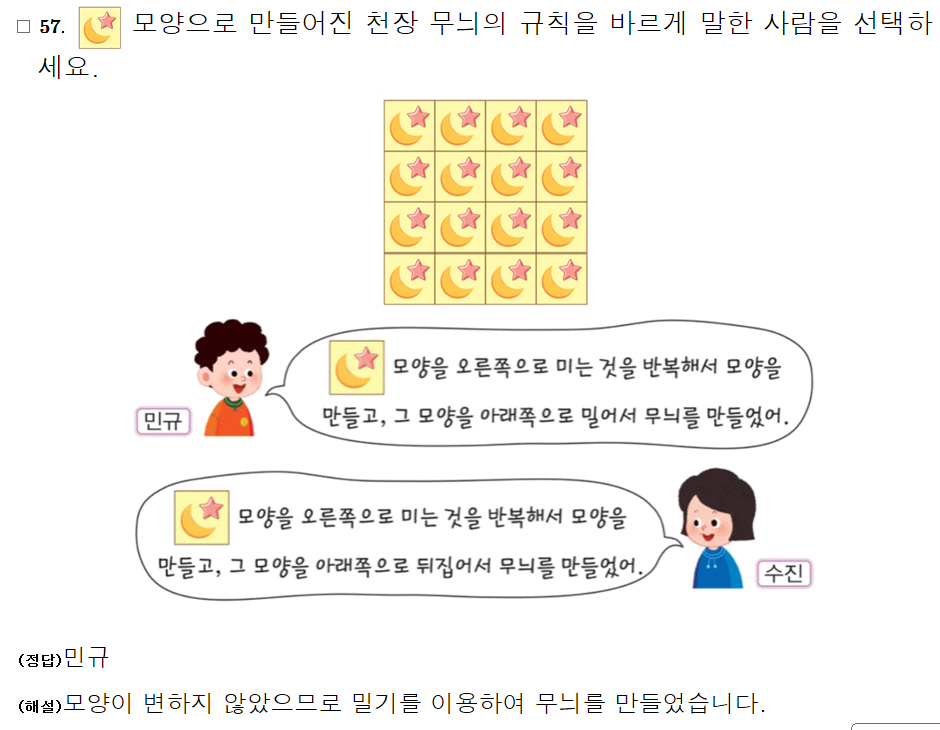 □ 57. 모양으로 만들어진 천장 무늬의 규칙을 바르게 말한 사람을 선택하
세요.
모양을 오른쪽으로 미는 것을 반복해서 모양을
만들고, 그 모양을 아래쪽으로 밀어서 무늬를 만들었어.
민규
모양을 오른쪽으로 미는 것을 반복해서 모양을
만들고, 그 모양을 아래쪽으로 뒤집어서 무늬를 만들었어.
수진
(정답)민규
(해설)모양이 변하지 않았으므로 밀기를 이용하여 무늬를 만들었습니다.